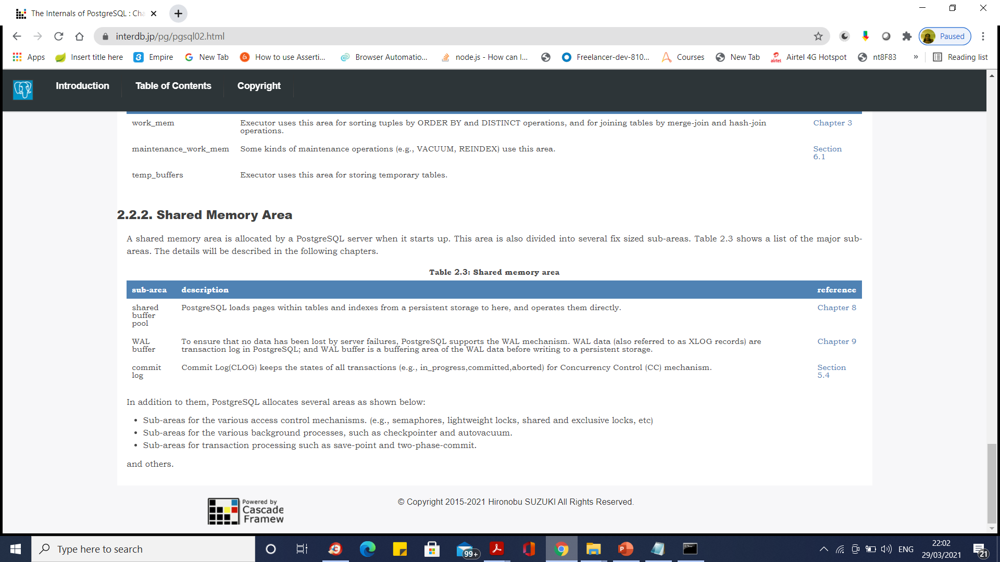 The Internals of PostgreSQL : Cha
interdb.jp/pg/pgsql02.html
Paused
Apps
Insert title here
Empire
New Tab
How to use Asserti...
Browser Automatio...
node.js - How can I...
Freelancer-dev-810...
Courses
New Tab
airtel
Airtel 4G Hotspot
nt8F83
»
Reading list
Introduction
Table of Contents
Copyright
work_mem
Executor uses this area for sorting tuples by ORDER BY and DISTINCT operations, and for joining tables by merge-join and hash-join
operations.
Chapter 3
maintenance_work_mem
Some kinds of maintenance operations (e.g., VACUUM, REINDEX) use this area.
Section
6.1
temp_buffers
Executor uses this area for storing temporary tables.
2.2.2. Shared Memory Area
A shared memory area is allocated by a PostgreSQL server when it starts up. This area is also divided into several fix sized sub-areas. Table 2.3 shows a list of the major sub-
areas. The details will be described in the following chapters.
Table 2.3: Shared memory area
sub-area
description
reference
shared
buffer
pool
PostgreSQL loads pages within tables and indexes from a persistent storage to here, and operates them directly.
Chapter 8
WAL
buffer
To ensure that no data has been lost by server failures, PostgreSQL supports the WAL mechanism. WAL data (also referred to as XLOG records) are
transaction log in PostgreSQL; and WAL buffer is a buffering area of the WAL data before writing to a persistent storage.
Chapter 9
commit
log
Commit Log(CLOG) keeps the states of all transactions (e.g., in_progress,committed,aborted) for Concurrency Control (CC) mechanism.
Section
5.4
In addition to them, PostgreSQL allocates several areas as shown below:
• Sub-areas for the various access control mechanisms. (e.g., semaphores, lightweight locks, shared and exclusive locks, etc)
• Sub-areas for the various background processes, such as checkpointer and autovacuum.
• Sub-areas for transaction processing such as save-point and two-phase-commit.
and others.
Powered by
Cascade
Framew
© Copyright 2015-2021 Hironobu SUZUKI All Rights Reserved.
Type here to search
99+
ENG
22:02
29/03/2021
21